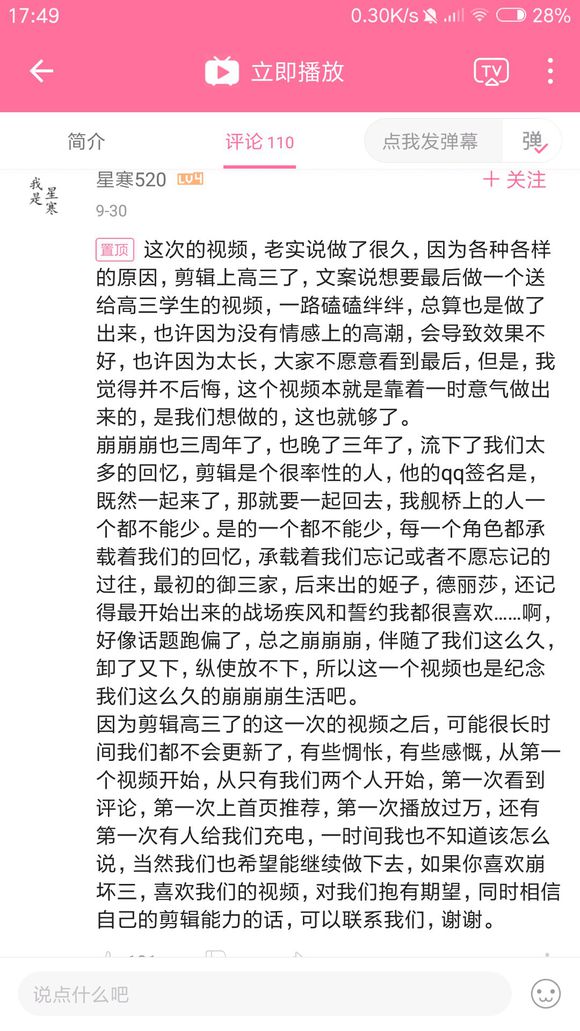 17:49
0.30K/s
28%
立即播放
TV
简介
评论 110
点我发弹幕
弹
我是
星寒
星寒520
LV4
+ 关注
9-30
置顶 这次的视频，老实说做了很久，因为各种各样
的原因，剪辑上高三了，文案说想要最后做一个送
给高三学生的视频，一路磕磕绊绊，总算也是做了
出来，也许因为没有情感上的高潮，会导致效果不
好，也许因为太长，大家不愿意看到最后，但是，我
觉得并不后悔，这个视频本就是靠着一时意气做出
来的，是我们想做的，这也就够了。
崩崩崩也三周年了，也晚了三年了，流下了我们太
多的回忆，剪辑是个很率性的人，他的qq签名是，
既然一起来了，那就要一起回去，我舰桥上的人一
个都不能少。是的一个都不能少，每一个角色都承
载着我们的回忆，承载着我们忘记或者不愿忘记的
过往，最初的御三家，后来出的姬子，德丽莎，还记
得最开始出来的战场疾风和誓约我都很喜欢……啊，
好像话题跑偏了，总之崩崩崩，伴随了我们这么久，
卸了又下，纵使放不下，所以这一个视频也是纪念
我们这么久的崩崩崩生活吧。
因为剪辑高三了的这一次的视频之后，可能很长时
间我们都不会更新了，有些惆怅，有些感慨，从第一
个视频开始，从只有我们两个人开始，第一次看到
评论，第一次上首页推荐，第一次播放过万，还有
第一次有人给我们充电，一时间我也不知道该怎么
说，当然我们也希望能继续做下去，如果你喜欢崩
坏三，喜欢我们的视频，对我们抱有期望，同时相信
自己的剪辑能力的话，可以联系我们，谢谢。
说点什么吧